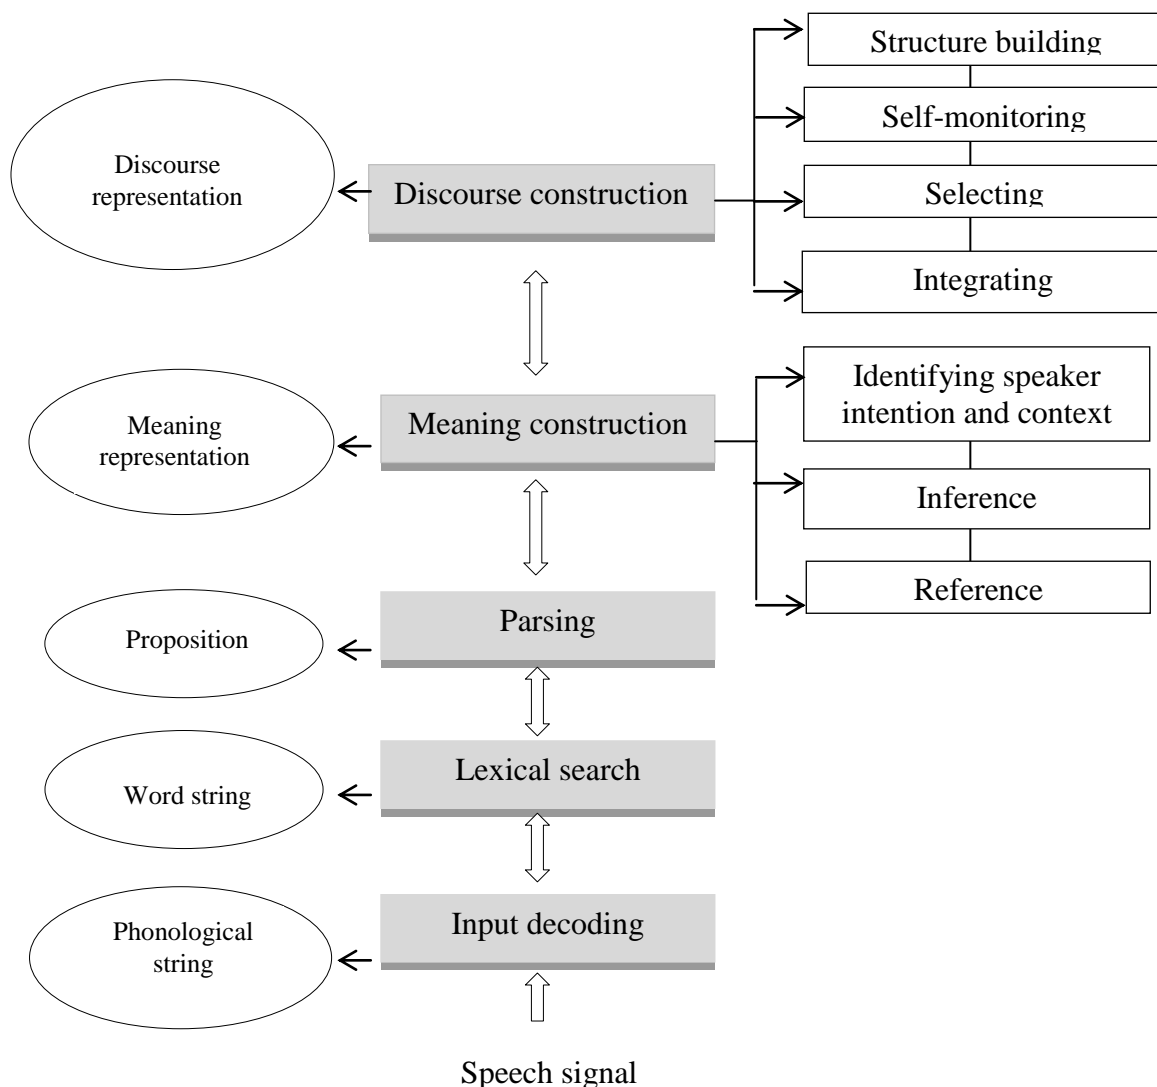 Structure building
Self-monitoring
Discourse
representation
Discourse construction
Selecting
Integrating
Identifying speaker
intention and context
Meaning
representation
Meaning construction
Inference
Reference
Proposition
Parsing
Word string
Lexical search
Phonological
string
Input decoding
Speech signal